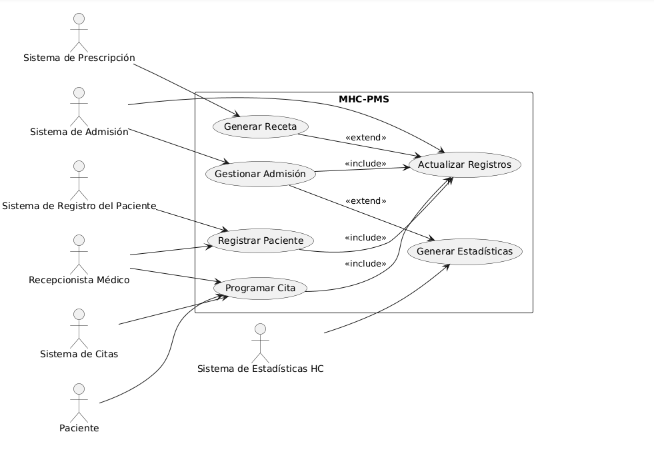 Sistema de Prescripción
MHC-PMS
Generar Receta
Sistema de Admisión
«extend»
Gestionar Admisión
«include»
Actualizar Registros
Sistema de Registro del Paciente
«extend»
Registrar Paciente
«include»
Generar Estadísticas
«include»
Recepcionista Médico
Programar Cita
Sistema de Citas
Sistema de Estadísticas HC
Paciente